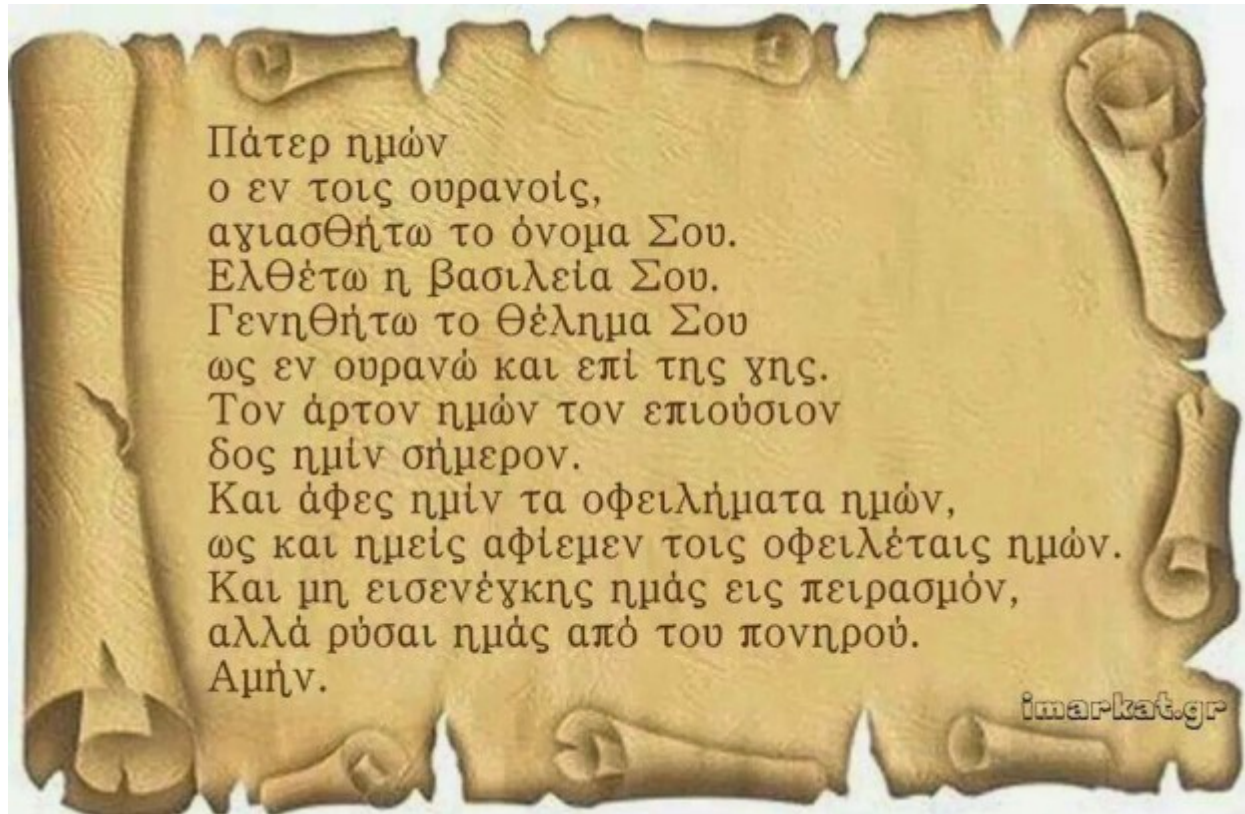 Πάτερ ημών
ο εν τοις ουρανοίς,
αγιασθήτω το όνομα Σου.
Ελθέτω η βασιλεία Σου.
Γενηθήτω το θέλημα Σου
ως εν ουρανώ και επί της γης.
Τον άρτον ημών τον επιούσιον
δος ημίν σήμερον.
Και άφες ημίν τα οφειλήματα ημών,
ως και ημείς αφίεμεν τοις οφειλέταις ημών.
Και μη εισενέγκης ημάς εις πειρασμόν,
αλλά ρύσαι ημάς από του πονηρού.
Αμήν.
imarkat.gr